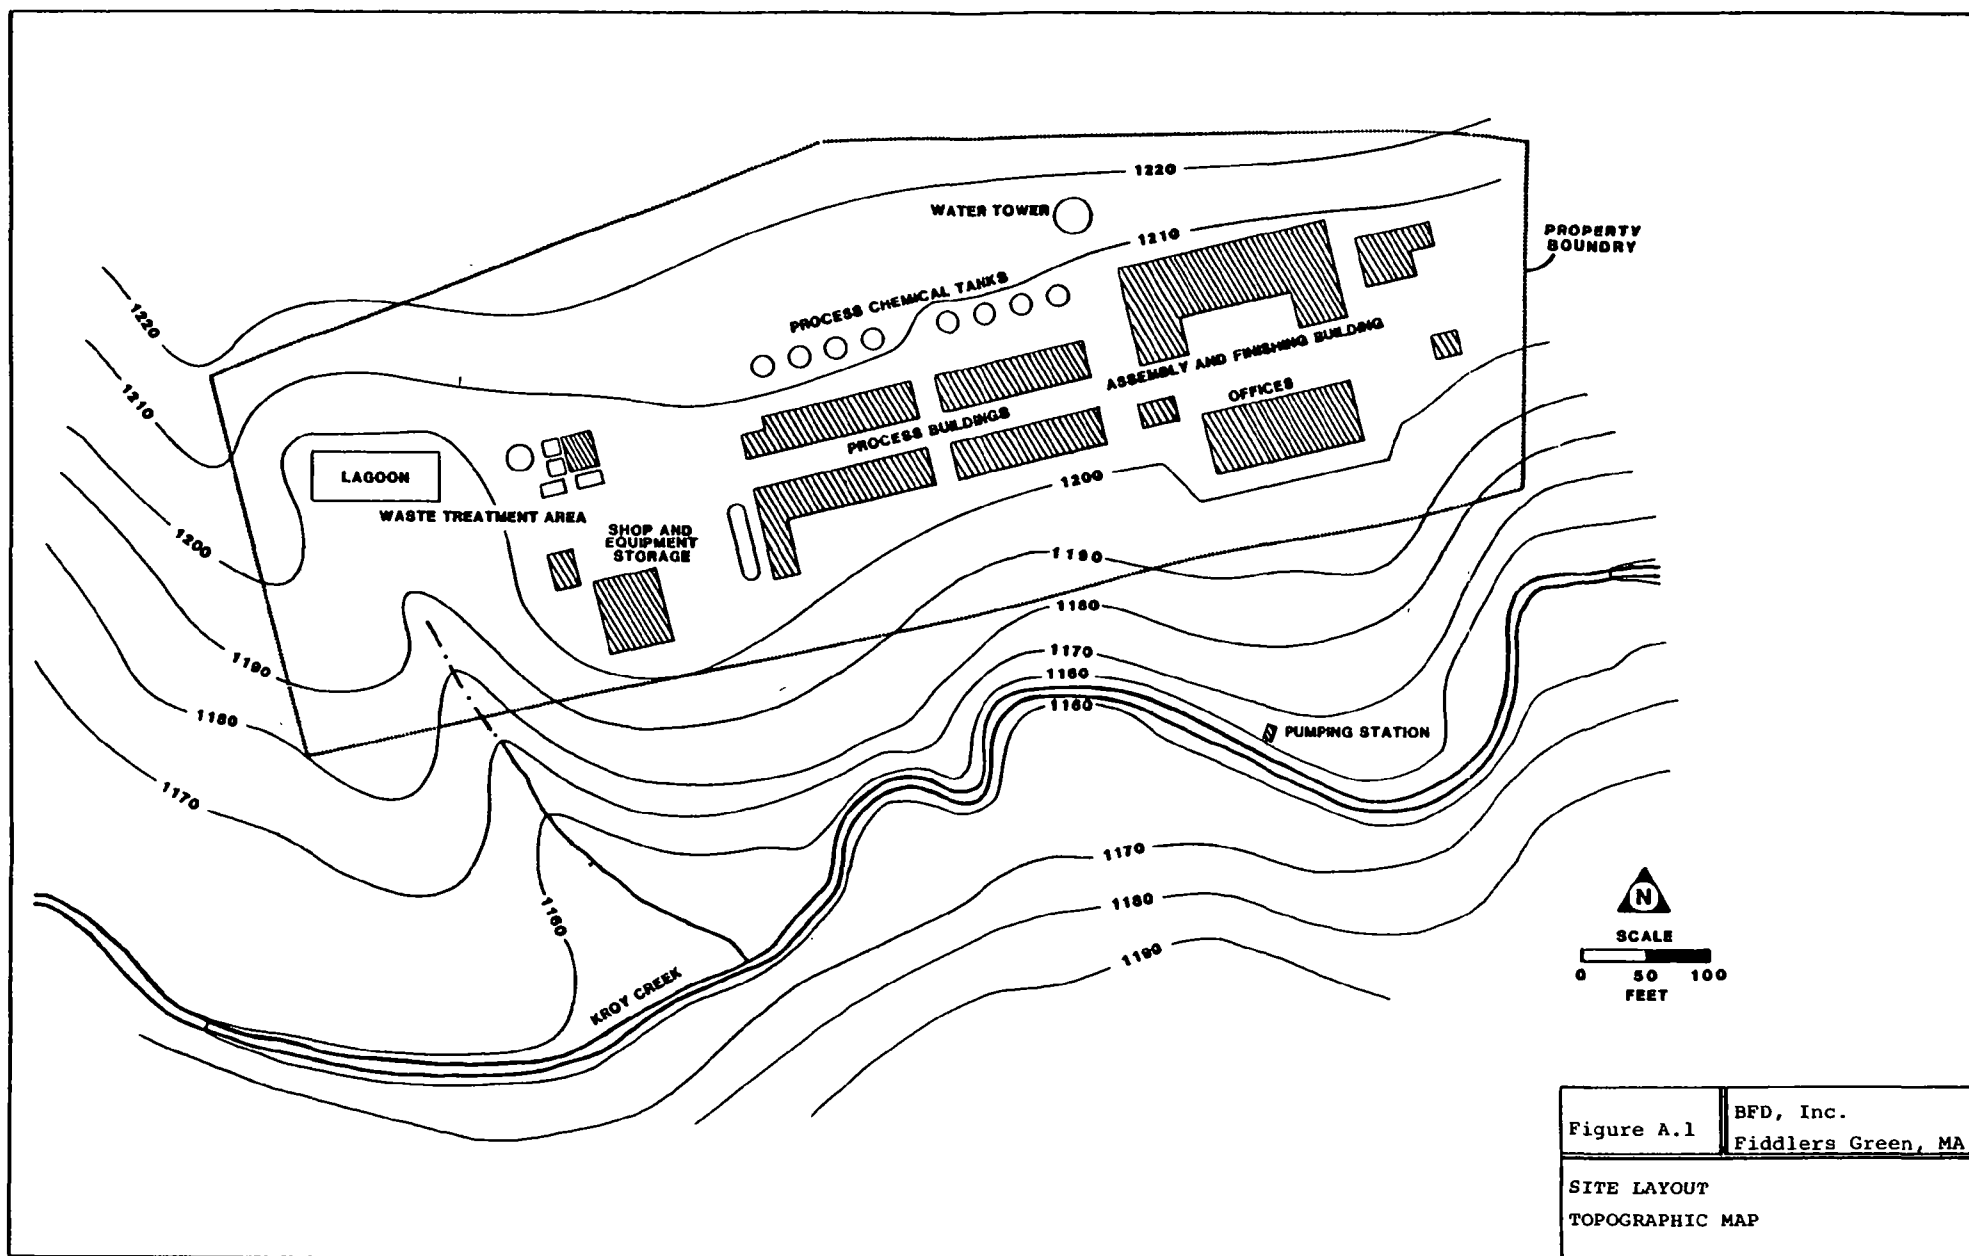 1220
WATER TOWER
1210
PROPERTY
BOUNDRY
PROCESS CHEMICAL TANKS
1220
1210
ASSEMBLY AND FINISHING BUILDING
OFFICES
PROCESS BUILDINGS
LAGOON
WASTE TREATMENT AREA
1200
SHOP AND
EQUIPMENT
STORAGE
1200
1190
1180
1190
1170
1160
1160
1180
PUMPING STATION
1170
1170
1160
1180
1190
KROY CREEK
N
SCALE
0 50 100
FEET
Figure A.1
BFD, Inc.
Fiddlers Green, MA
SITE LAYOUT
TOPOGRAPHIC MAP